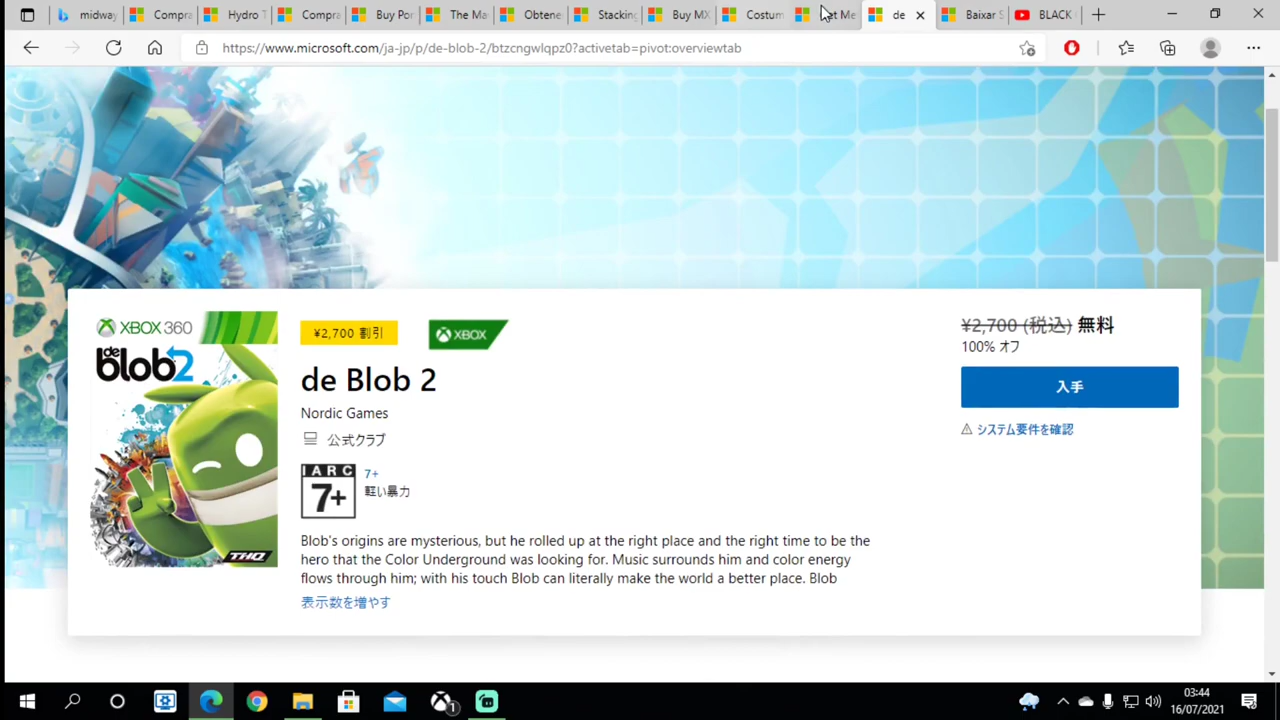 midway
Compra
Hydro T
Compra
Buy Por
The Ma
Obtene
Stacking
Buy MX
Costum
et Me
de
Baixar S
BLACK
https://www.microsoft.com/ja-jp/p/de-blob-2/btzcngwlqpz0?activetab=pivot:overviewtab
XBOX 360
de blob 2
THQ
¥2,700 割引
XBOX
de Blob 2
Nordic Games
公式クラブ
IARC
7+
7+
軽い暴力
Blob's origins are mysterious, but he rolled up at the right place and the right time to be the
hero that the Color Underground was looking for. Music surrounds him and color energy
flows through him; with his touch Blob can literally make the world a better place. Blob
表示数を増やす
¥2,700 (税込) 無料
100% オフ
入手
システム要件を確認
1
03:44
16/07/2021